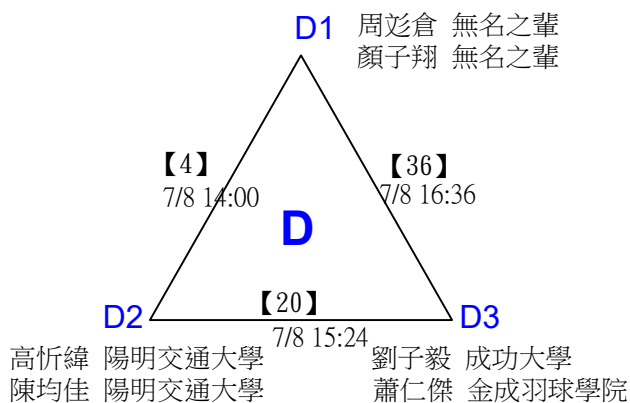 D1
周彣倉 無名之輩
顏子翔 無名之輩
【4】
7/8 14:00
【36】
7/8 16:36
D
【20】
7/8 15:24
D2
高忻緯 陽明交通大學
陳均佳 陽明交通大學
D3
劉子毅 成功大學
蕭仁傑 金成羽球學院